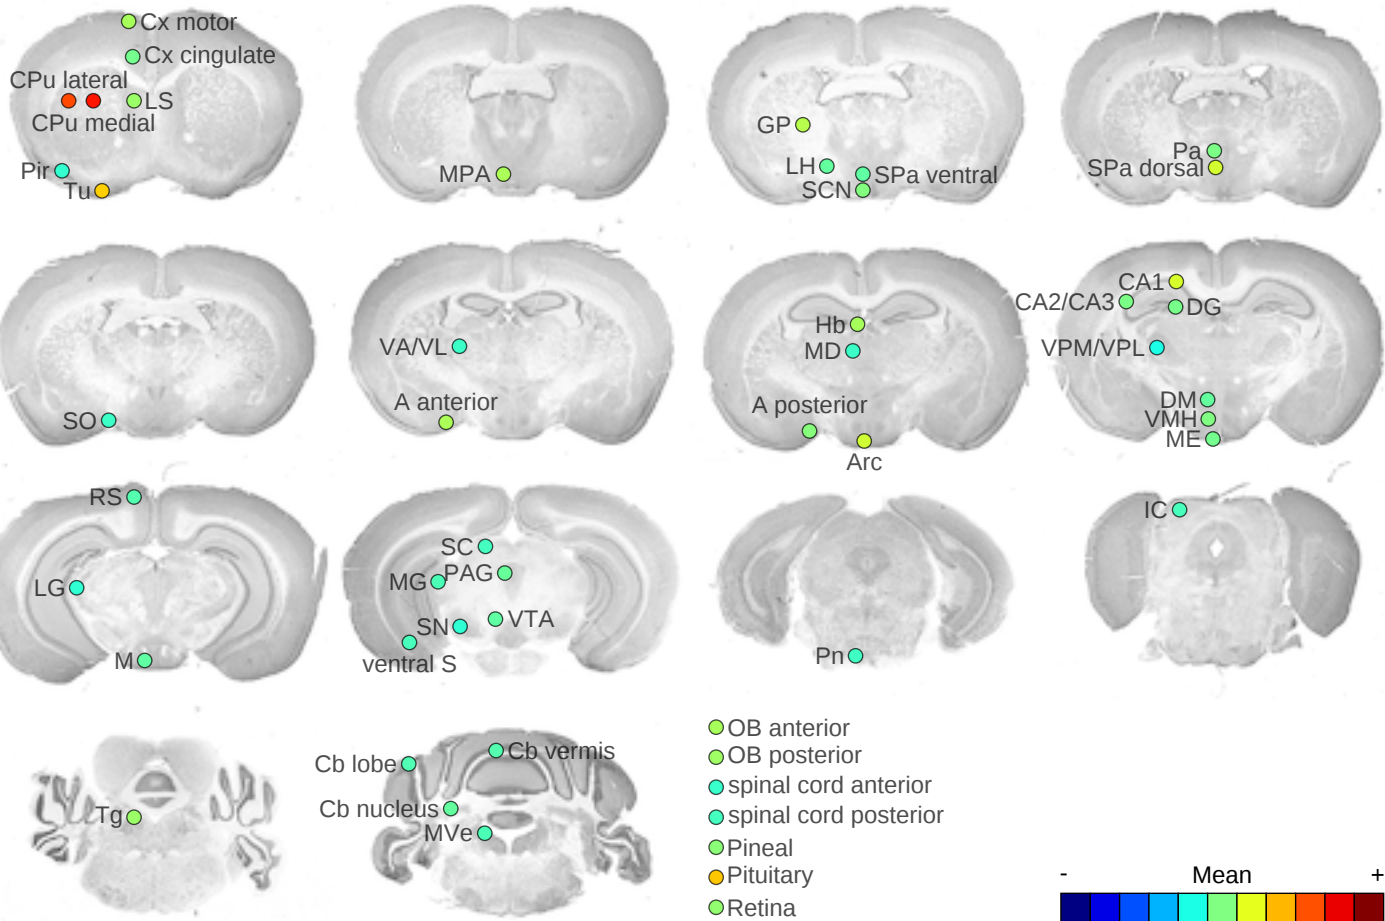 Cx motor
Cx cingulate
CPu lateral
LS
CPu medial
Pir
Tu
MPA
GP
LH
SPa ventral
SCN
Pa
SPa dorsal
SO
VA/VL
A anterior
Hb
MD
A posterior
Arc
CA1
CA2/CA3
DG
VPM/VPL
DM
VMH
ME
RS
LG
M
SC
MG
PAG
SN
VTA
ventral S
Pn
IC
Tg
Cb lobe
Cb vermis
Cb nucleus
MVe
OB anterior
OB posterior
spinal cord anterior
spinal cord posterior
Pineal
Pituitary
Retina
- Mean +